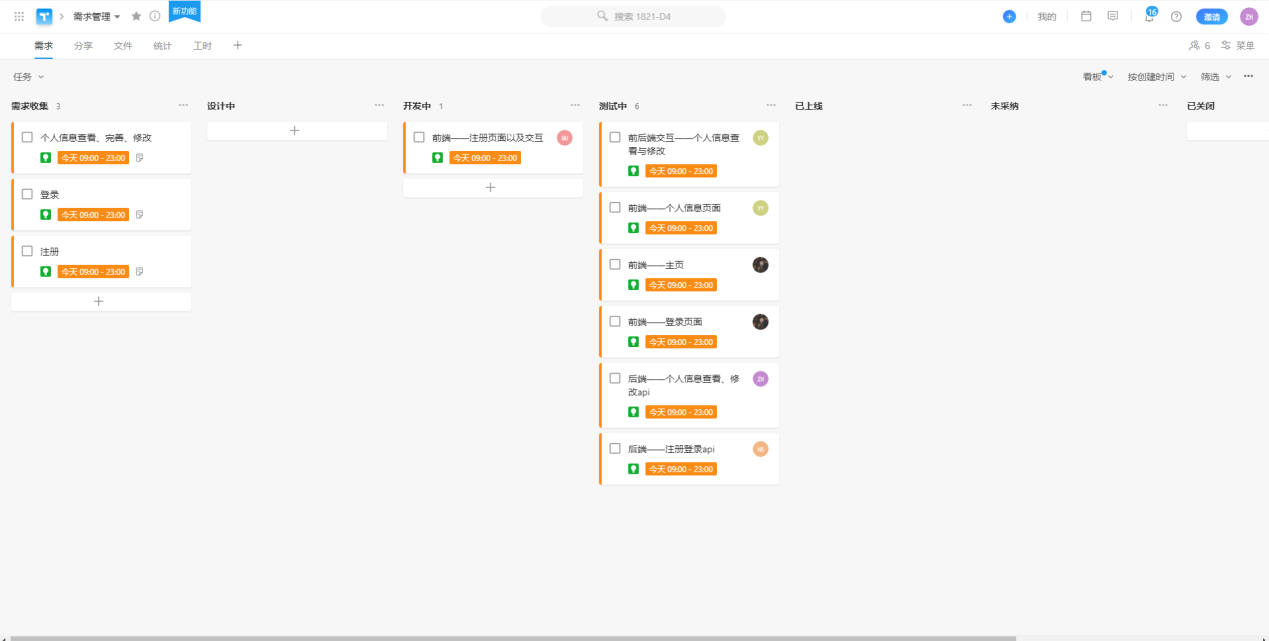 需求管理
新功能
搜索 1821-D4
我的
16
邀请
ZH
需求 分享 文件 统计 工时
6 菜单
任务
看板 按创建时间 筛选
需求收集 3
个人信息查看、完善、修改
今天 09:00 - 23:00
登录
今天 09:00 - 23:00
注册
今天 09:00 - 23:00
设计中
开发中 1
前端——注册页面以及交互
今天 09:00 - 23:00
测试中 6
前后端交互——个人信息查
看与修改
YY
今天 09:00 - 23:00
前端——个人信息页面
YY
今天 09:00 - 23:00
前端——主页
今天 09:00 - 23:00
前端——登录页面
今天 09:00 - 23:00
后端——个人信息查看、修
改api
ZH
今天 09:00 - 23:00
后端——注册登录api
今天 09:00 - 23:00
已上线
未采纳
已关闭